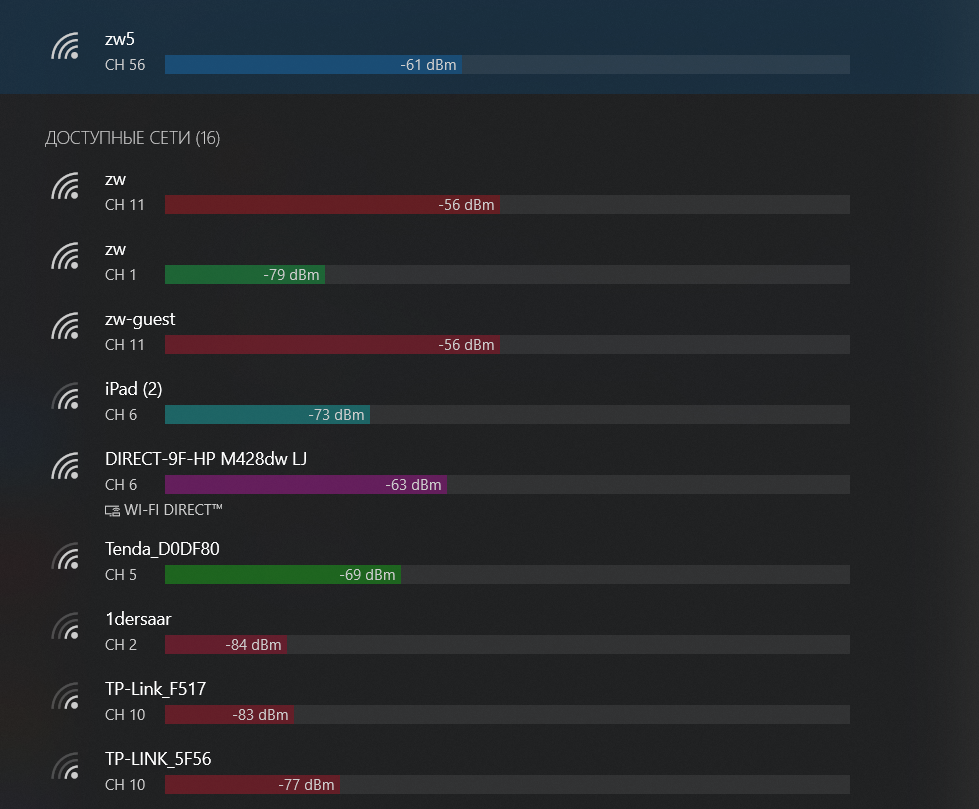 zw5
CH 56 -61 dBm
ДОСТУПНЫЕ СЕТИ (16)
zw
CH 11 -56 dBm
zw
CH 1 -79 dBm
zw-guest
CH 11 -56 dBm
iPad (2)
CH 6 -73 dBm
DIRECT-9F-HP M428dw LJ
CH 6 -63 dBm
WI-FI DIRECT™
Tenda_D0DF80
CH 5 -69 dBm
1dersaar
CH 2 -84 dBm
TP-Link_F517
CH 10 -83 dBm
TP-LINK_5F56
CH 10 -77 dBm